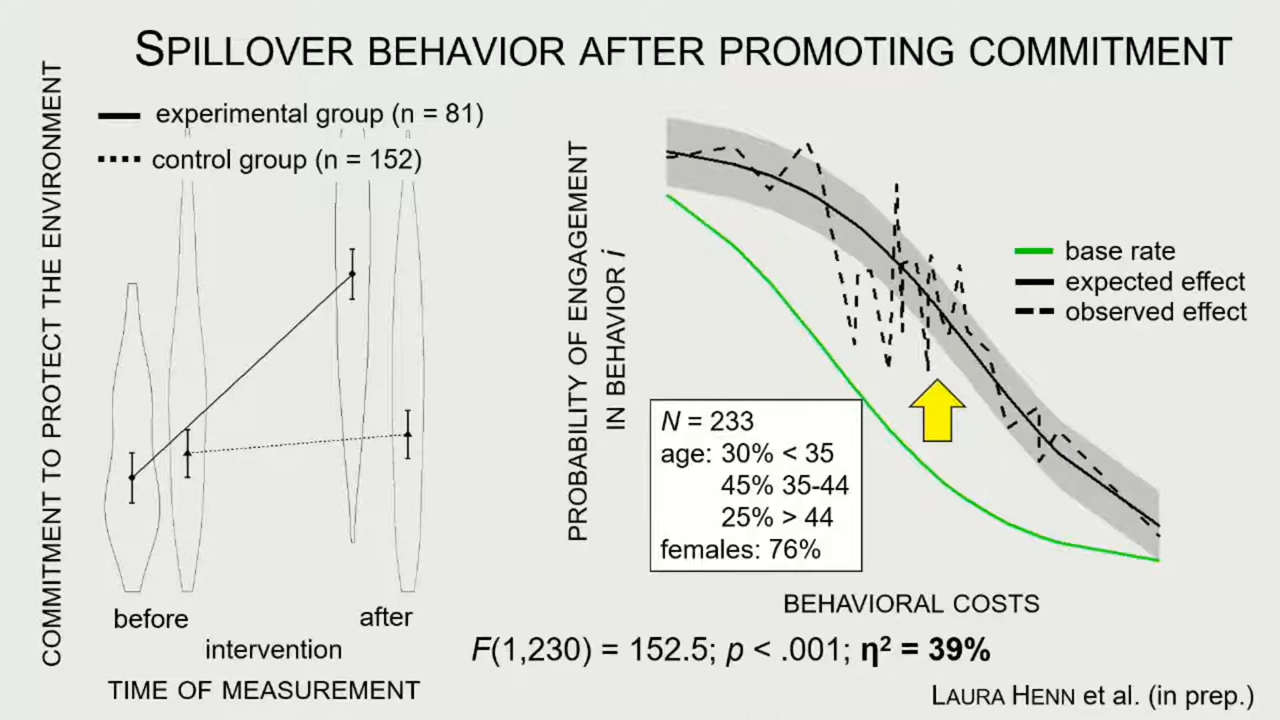 SPILLOVER BEHAVIOR AFTER PROMOTING COMMITMENT
COMMITMENT TO PROTECT THE ENVIRONMENT
experimental group (n = 81)
control group (n = 152)
before
after
intervention
TIME OF MEASUREMENT
PROBABILITY OF ENGAGEMENT
IN BEHAVIOR i
base rate
expected effect
observed effect
N = 233
age: 30% < 35
45% 35-44
25% > 44
females: 76%
BEHAVIORAL COSTS
F(1,230) = 152.5; p < .001; η² = 39%
LAURA HENN et al. (in prep.)